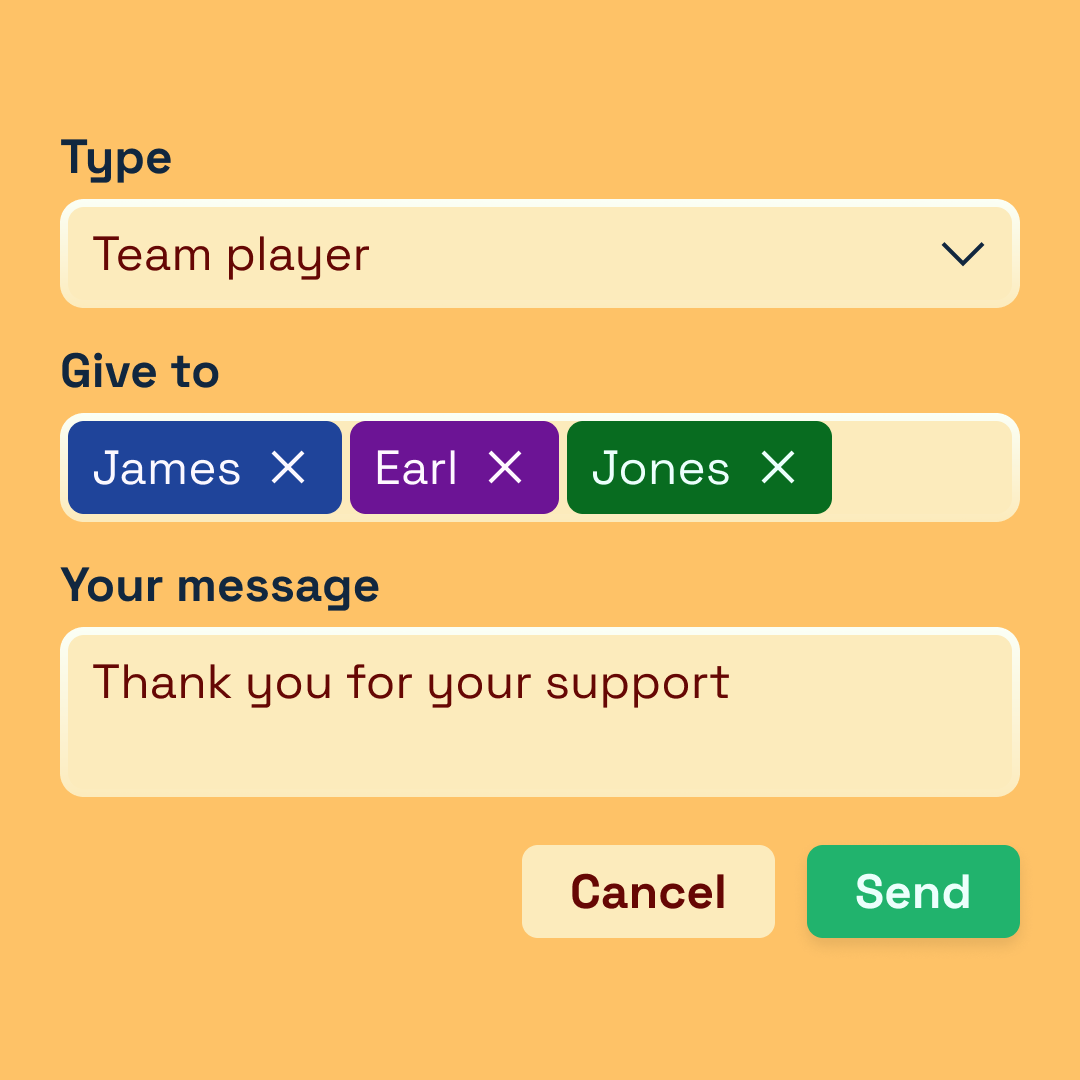 Type
Team player
Give to
James Earl Jones
Your message
Thank you for your support
Cancel Send